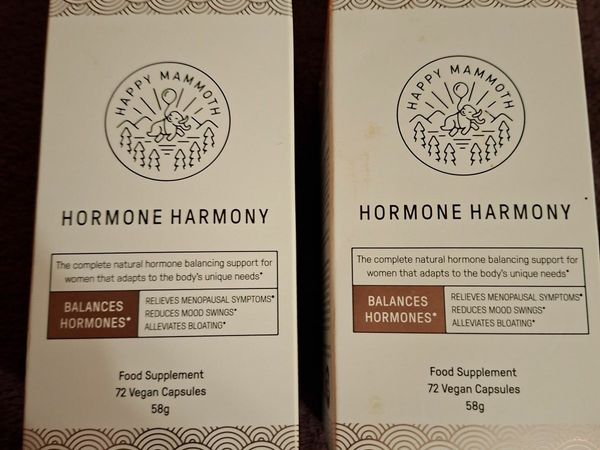 HAPPY MAMMOTH
HORMONE HARMONY
The complete natural hormone balancing support for
women that adapts to the body's unique needs*
BALANCES
HORMONES*
RELIEVES MENOPAUSAL SYMPTOMS*
REDUCES MOOD SWINGS*
ALLEVIATES BLOATING*
Food Supplement
72 Vegan Capsules
58g
HAPPY MAMMOTH
HORMONE HARMONY
The complete natural hormone balancing support for
women that adapts to the body's unique needs*
BALANCES
HORMONES*
RELIEVES MENOPAUSAL SYMPTOMS*
REDUCES MOOD SWINGS*
ALLEVIATES BLOATING*
Food Supplement
72 Vegan Capsules
58g